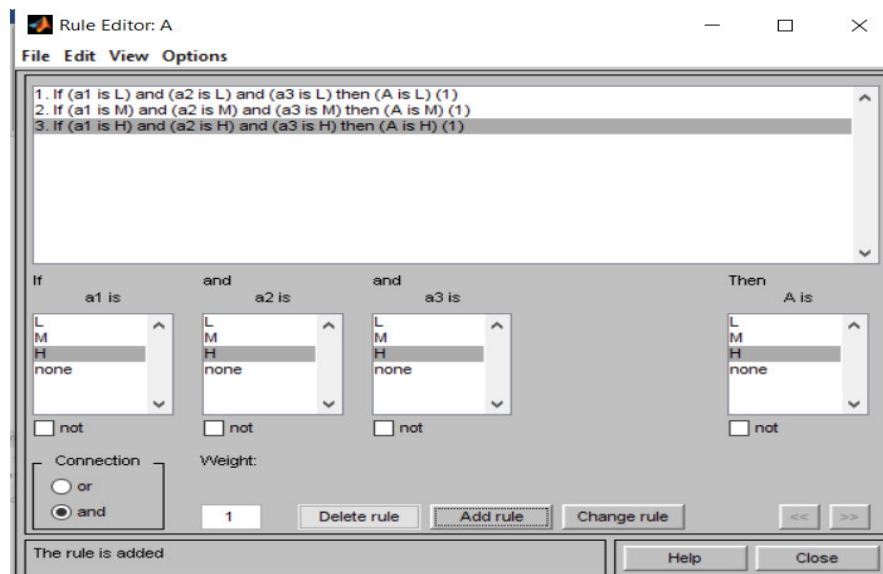 Rule Editor: A
File Edit View Options
1. If (a1 is L) and (a2 is L) and (a3 is L) then (A is L) (1)
2. If (a1 is M) and (a2 is M) and (a3 is M) then (A is M) (1)
3. If (a1 is H) and (a2 is H) and (a3 is H) then (A is H) (1)
If and and Then
a1 is a2 is a3 is A is
L L L L
M M M M
H H H H
none none none none
not not not not
Connection Weight:
or
and 1 Delete rule Add rule Change rule << >>
The rule is added Help Close